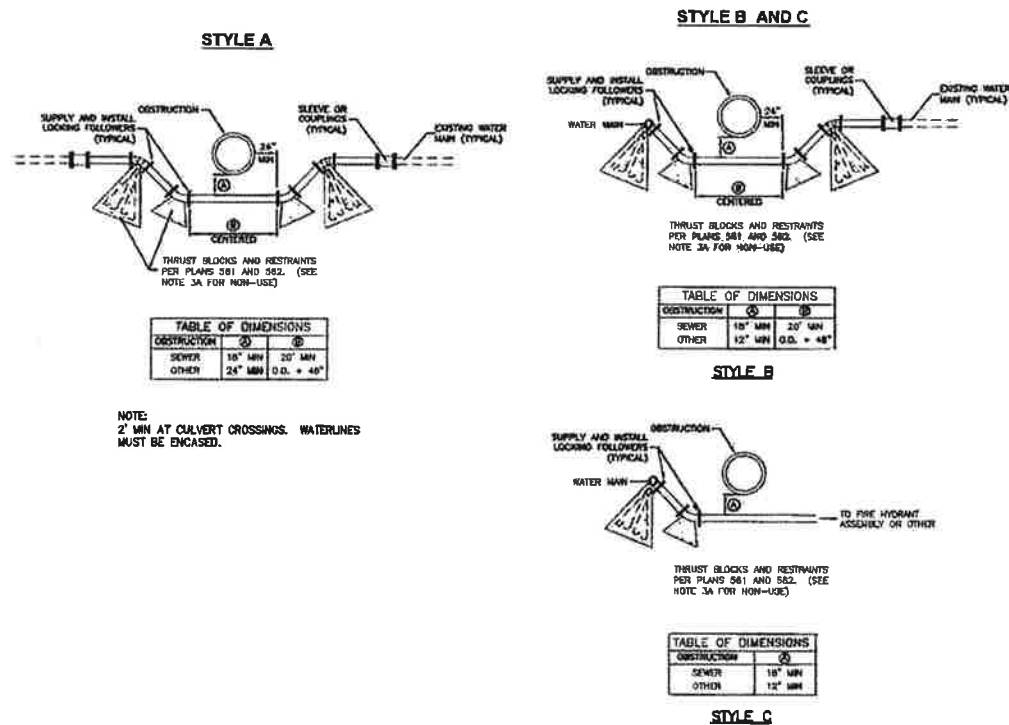 STYLE A
OBSTRUCTION
SUPPLY AND INSTALL
LOCKING FOLLOWERS
(TYPICAL)
SLEEVE OR
COUPLINGS
(TYPICAL)
EXISTING WATER
MAIN (TYPICAL)
24"
MIN
A
B
CENTERED
THRUST BLOCKS AND RESTRAINTS
PER PLANS 561 AND 562. (SEE
NOTE 3A FOR NON-USE)
TABLE OF DIMENSIONS
OBSTRUCTION A B
SEWER 18" MIN 20' MIN
OTHER 24" MIN O.D. + 48"
NOTE:
2' MIN AT CULVERT CROSSINGS. WATERLINES
MUST BE ENCASED.
STYLE B AND C
OBSTRUCTION
SUPPLY AND INSTALL
LOCKING FOLLOWERS
(TYPICAL)
WATER MAIN
SLEEVE OR
COUPLINGS
(TYPICAL)
EXISTING WATER
MAIN (TYPICAL)
24"
MIN
A
B
CENTERED
THRUST BLOCKS AND RESTRAINTS
PER PLANS 561 AND 562. (SEE
NOTE 3A FOR NON-USE)
TABLE OF DIMENSIONS
OBSTRUCTION A B
SEWER 18" MIN 20' MIN
OTHER 12" MIN O.D. + 48"
STYLE B
OBSTRUCTION
SUPPLY AND INSTALL
LOCKING FOLLOWERS
(TYPICAL)
WATER MAIN
A
TO FIRE HYDRANT
ASSEMBLY OR OTHER
THRUST BLOCKS AND RESTRAINTS
PER PLANS 561 AND 562. (SEE
NOTE 3A FOR NON-USE)
TABLE OF DIMENSIONS
OBSTRUCTION A
SEWER 18" MIN
OTHER 12" MIN
STYLE C